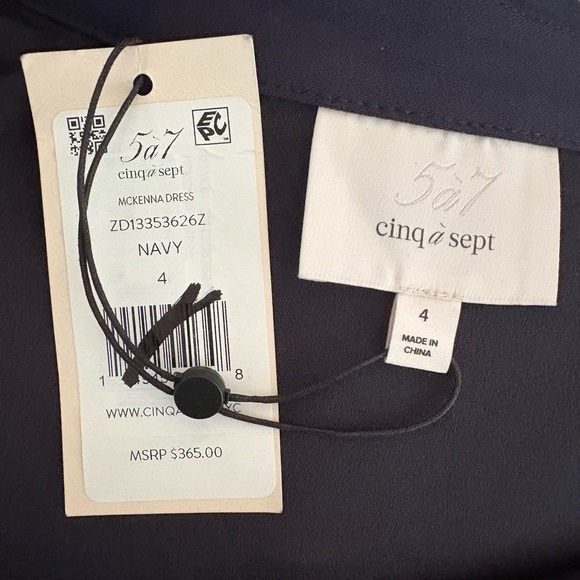 EPC
5à7
cinq à sept
MCKENNA DRESS
ZD13353626Z
NAVY
4
1 8
MSRP $365.00
5à7
cinq à sept
4
MADE IN
CHINA